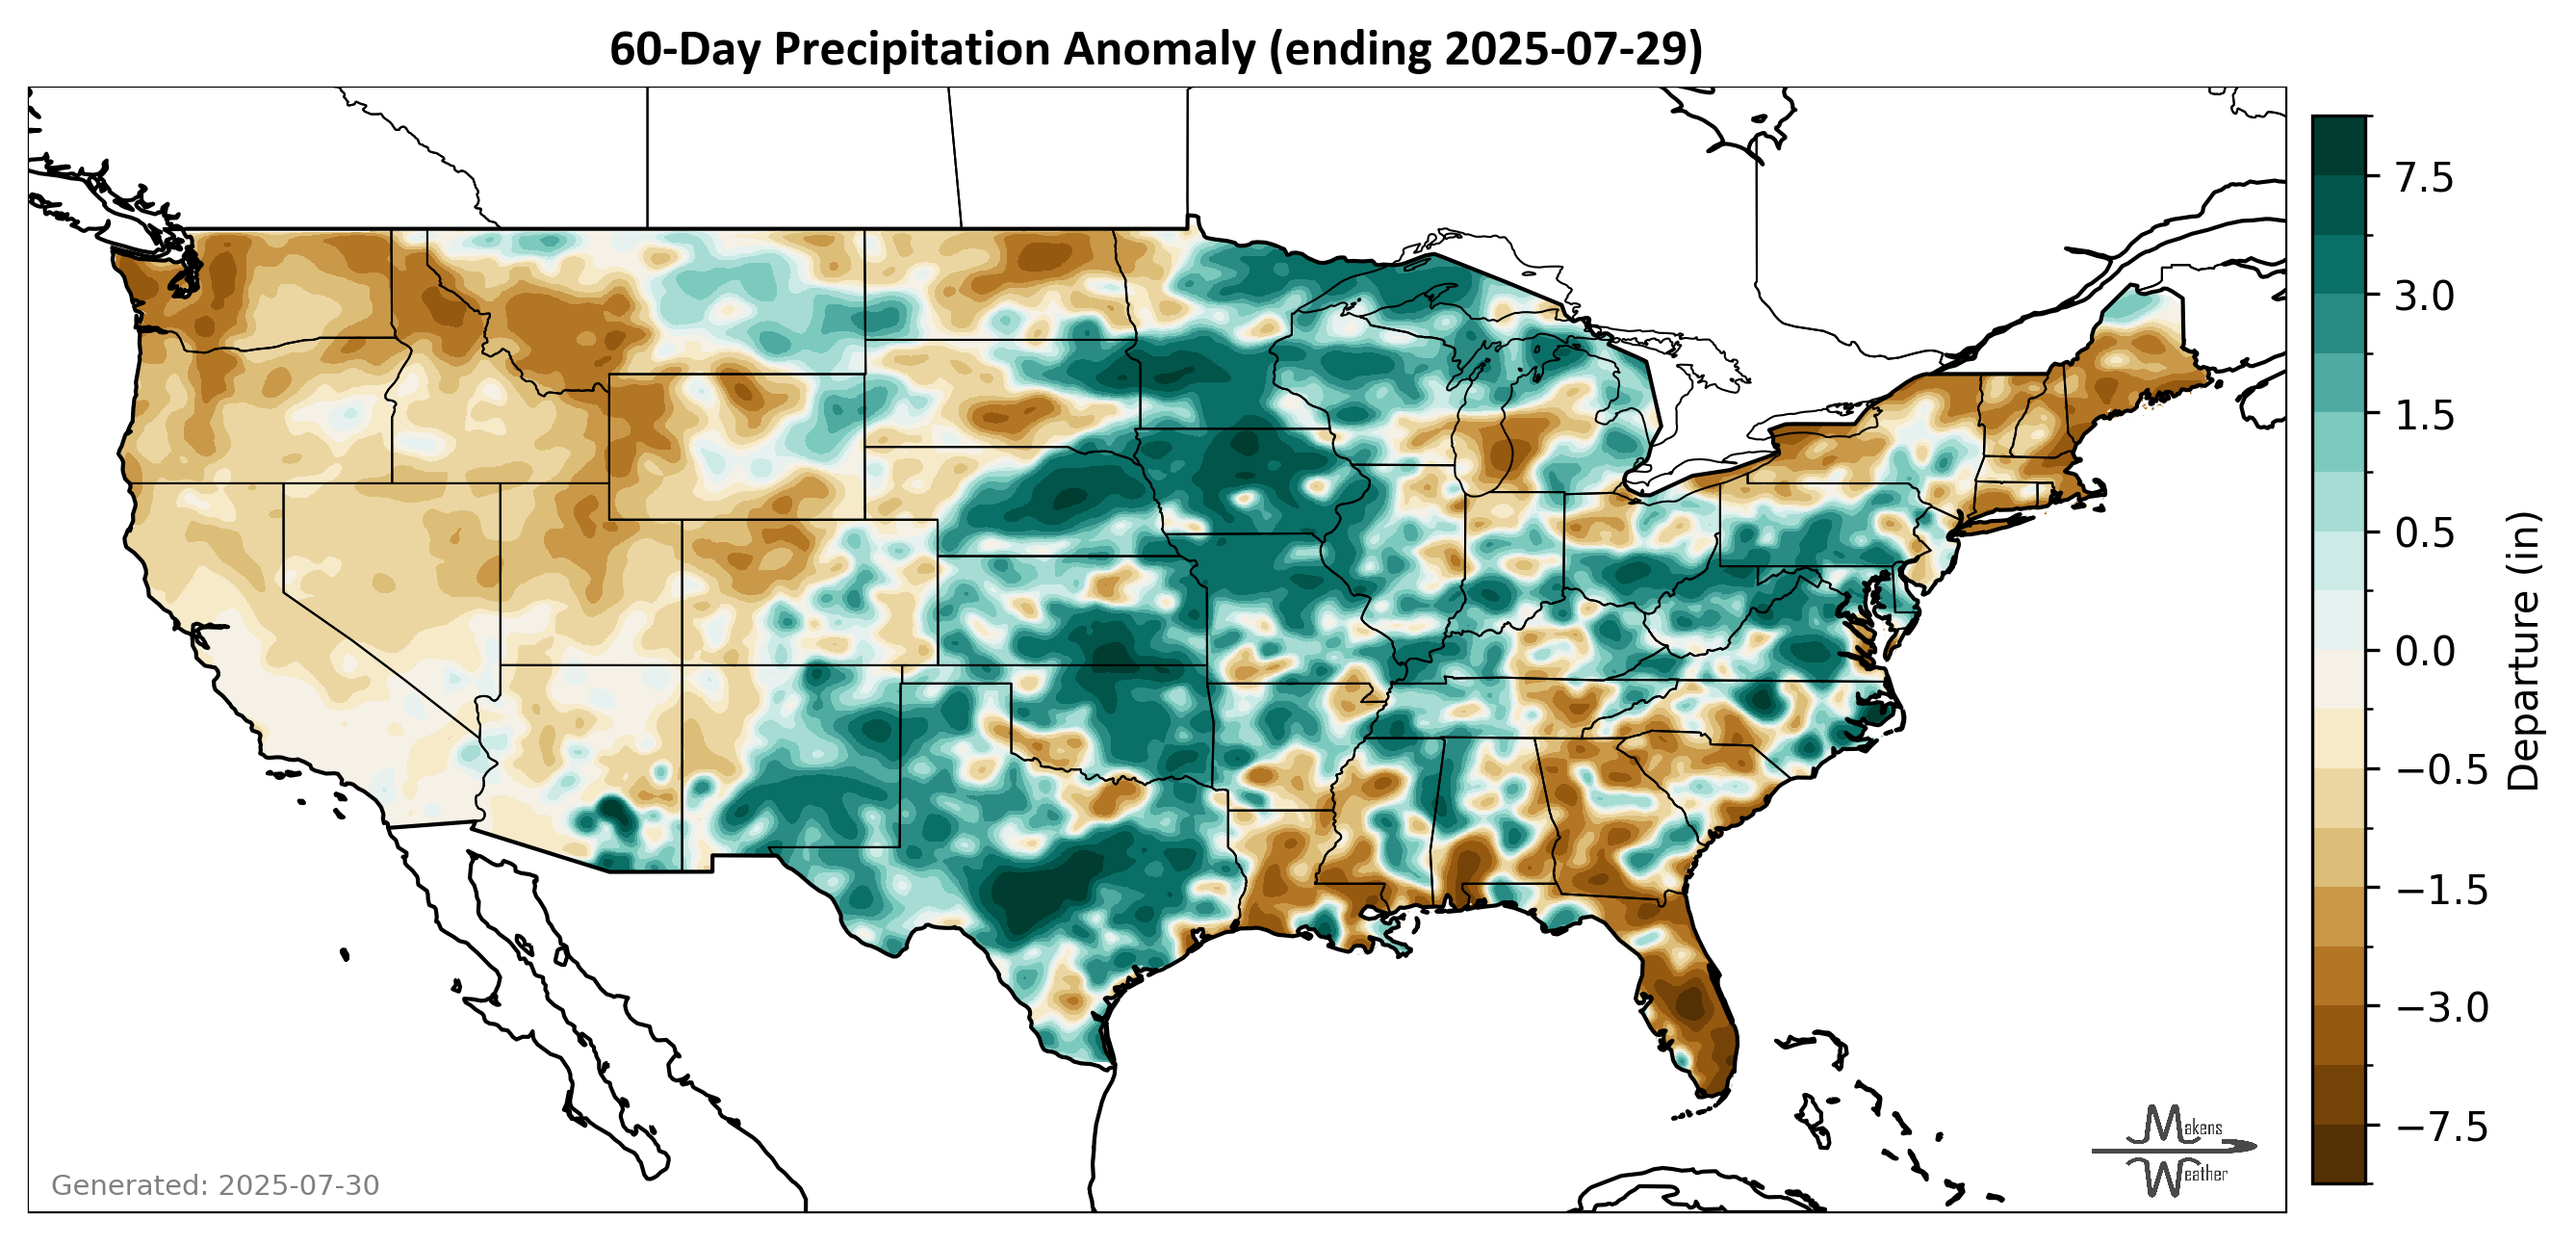 60-Day Precipitation Anomaly (ending 2025-07-29)
7.5
3.0
1.5
0.5
0.0
−0.5
−1.5
−3.0
−7.5
Departure (in)
Makens
Weather
Generated: 2025-07-30